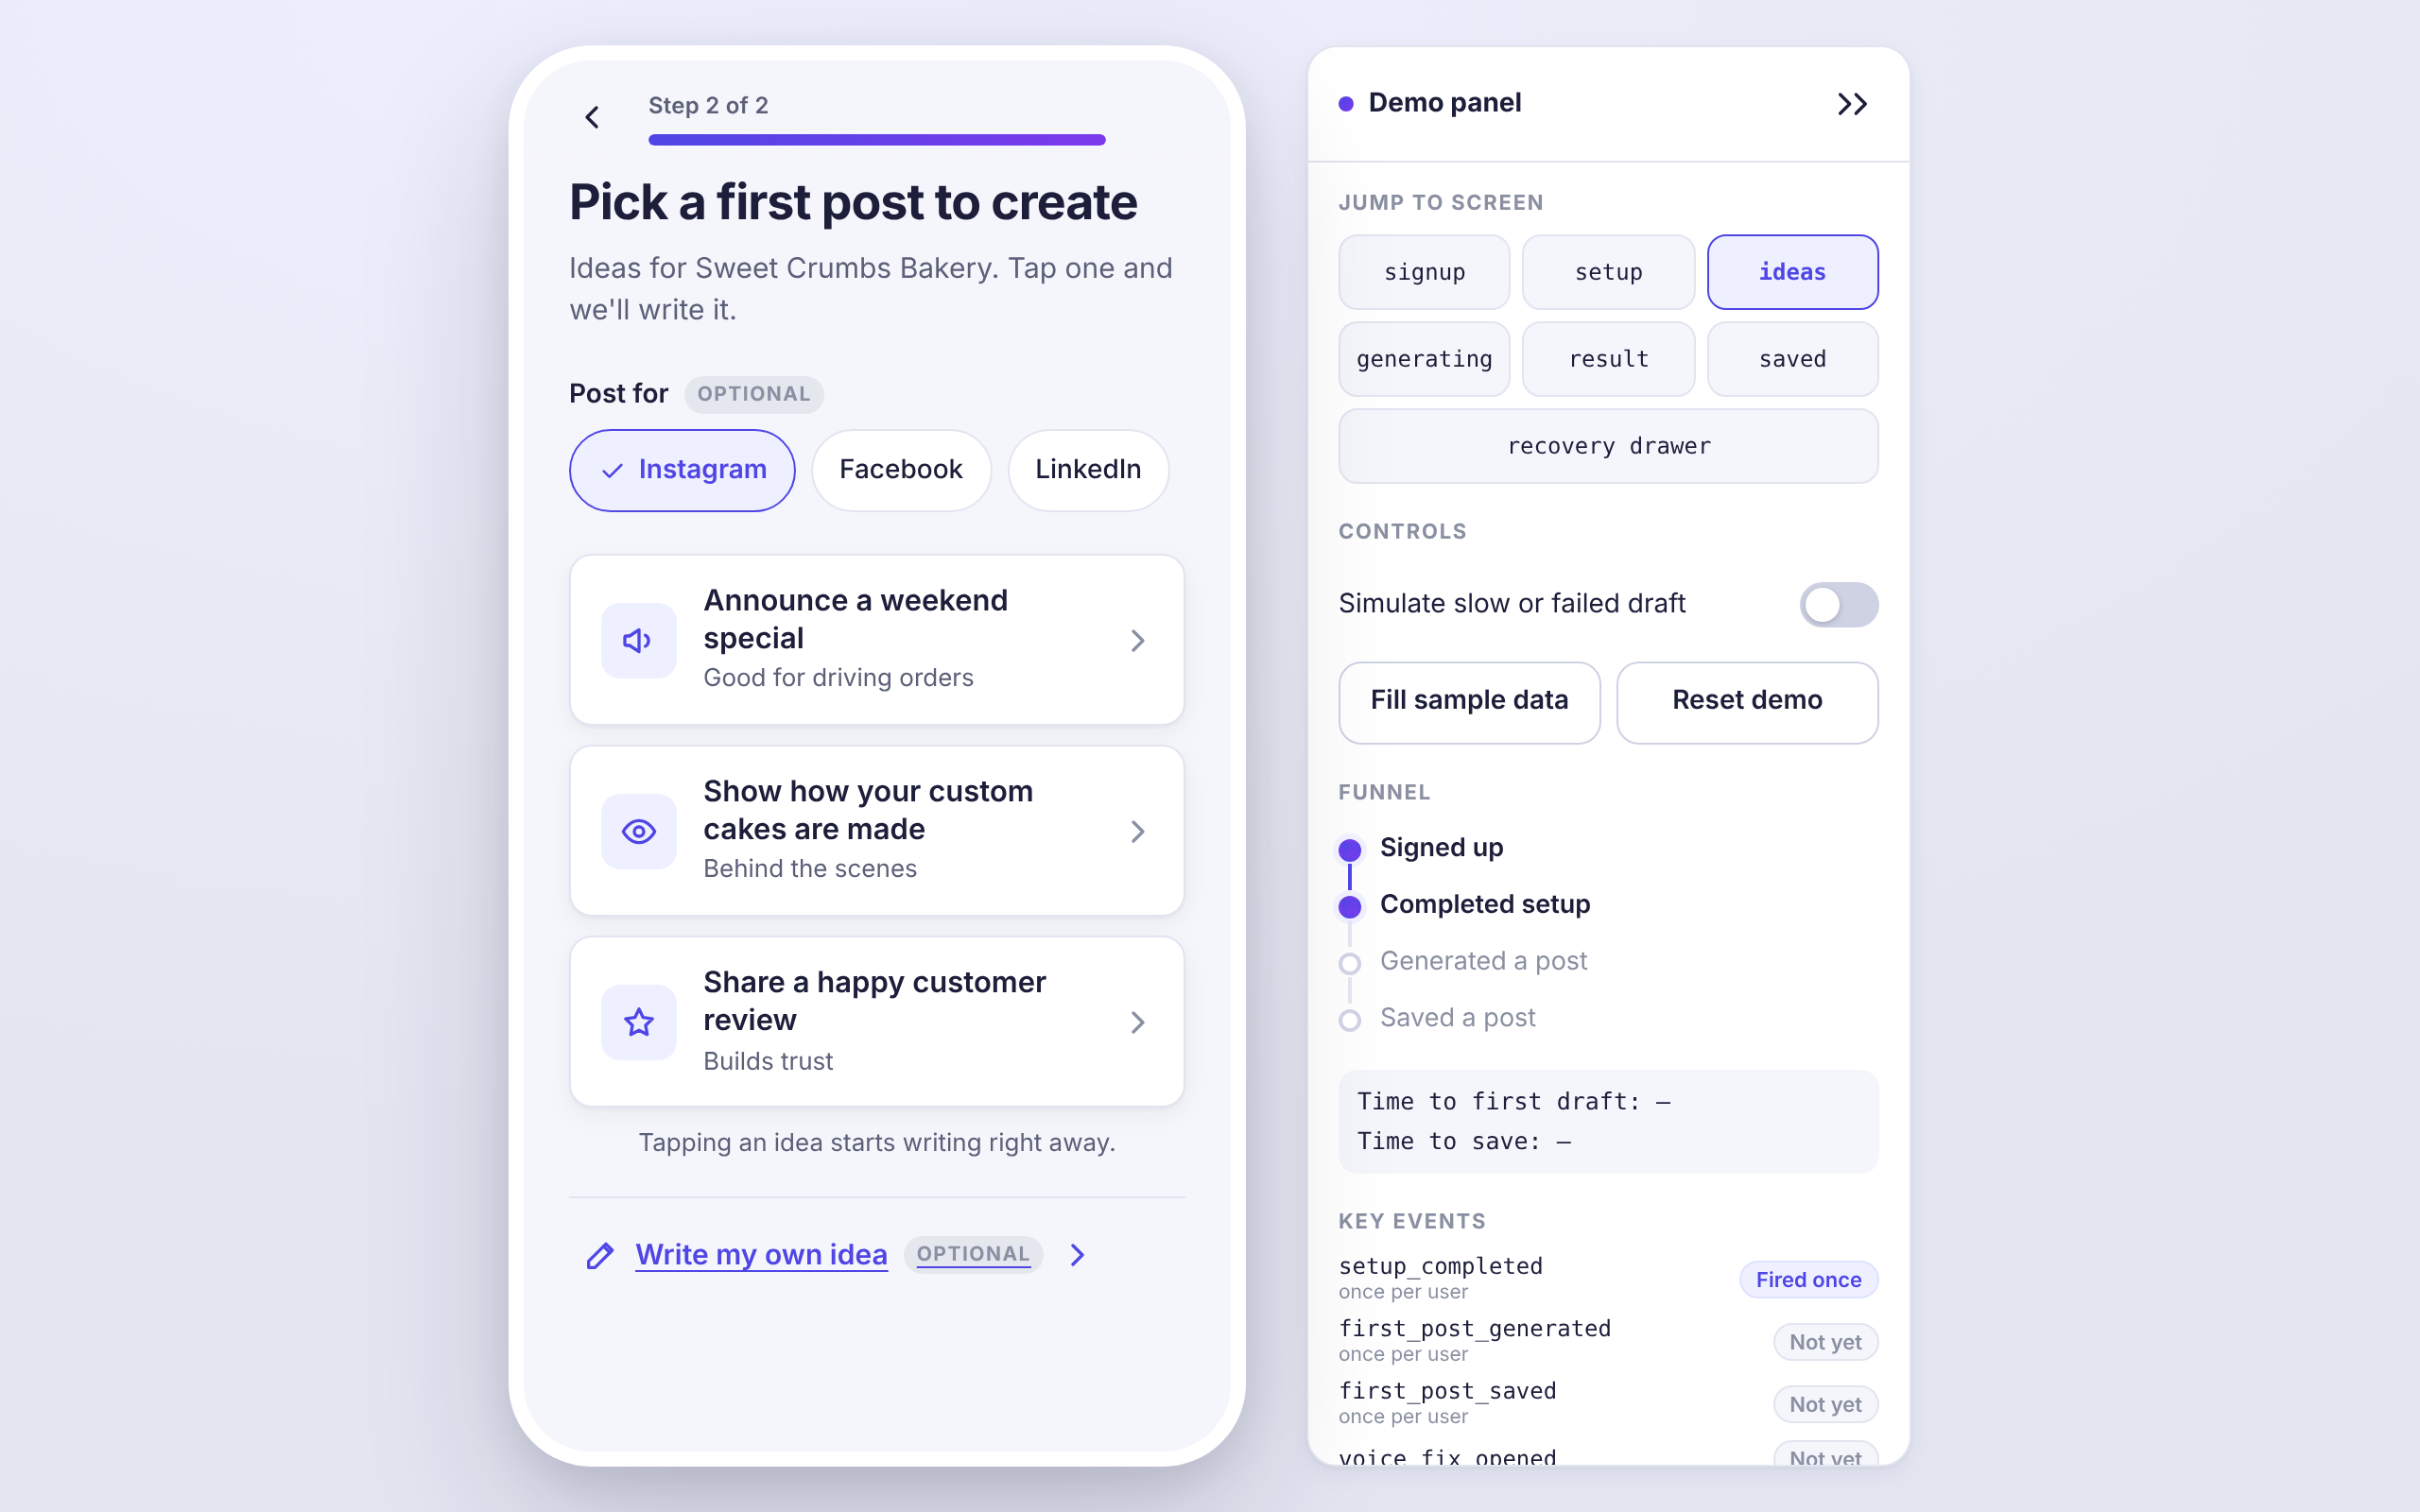 Step 2 of 2
Pick a first post to create
Ideas for Sweet Crumbs Bakery. Tap one and
we'll write it.
Post for OPTIONAL
Instagram Facebook LinkedIn
Announce a weekend
special
Good for driving orders
Show how your custom
cakes are made
Behind the scenes
Share a happy customer
review
Builds trust
Tapping an idea starts writing right away.
Write my own idea OPTIONAL
Demo panel
JUMP TO SCREEN
signup setup ideas
generating result saved
recovery drawer
CONTROLS
Simulate slow or failed draft
Fill sample data Reset demo
FUNNEL
Signed up
Completed setup
Generated a post
Saved a post
Time to first draft: —
Time to save: —
KEY EVENTS
setup_completed Fired once
once per user
first_post_generated Not yet
once per user
first_post_saved Not yet
once per user
voice_fix_opened Not yet